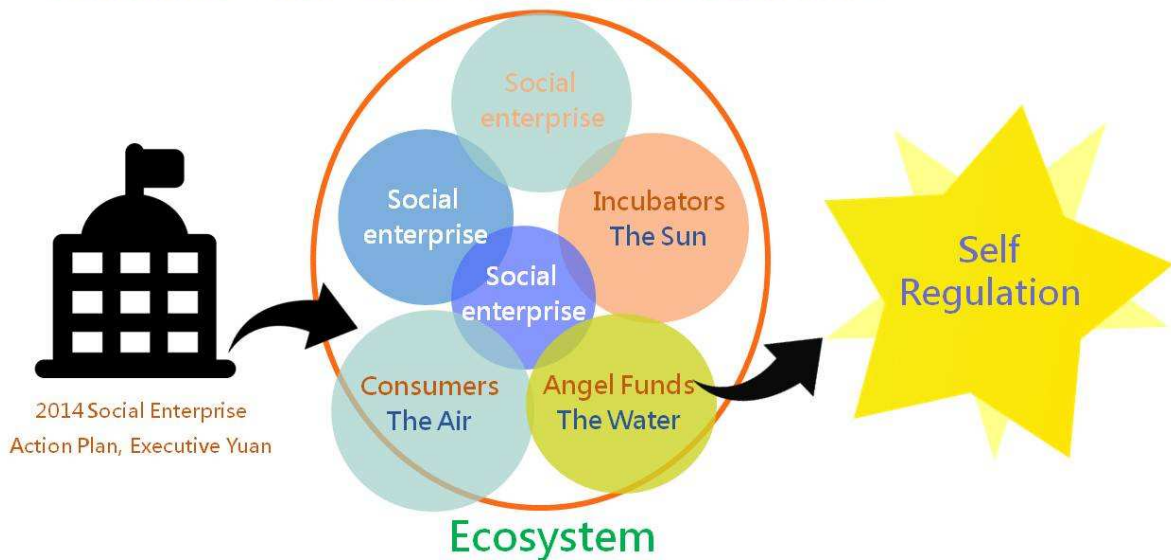 2014 Social Enterprise
Action Plan, Executive Yuan
Social
enterprise
Social
enterprise
Social
enterprise
Incubators
The Sun
Consumers
The Air
Angel Funds
The Water
Ecosystem
Self
Regulation